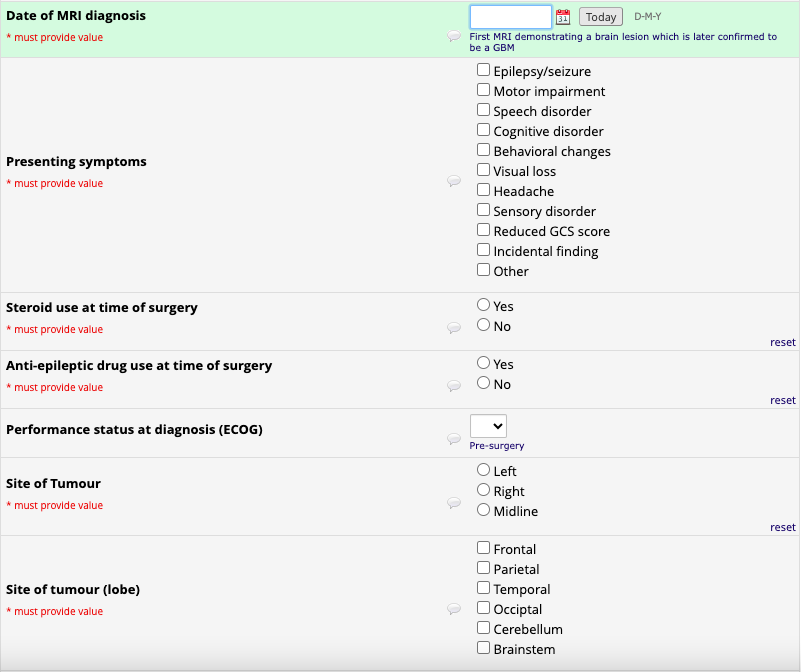 Date of MRI diagnosis
* must provide value
31
Today
D-M-Y
First MRI demonstrating a brain lesion which is later confirmed to
be a GBM
Presenting symptoms
* must provide value
Epilepsy/seizure
Motor impairment
Speech disorder
Cognitive disorder
Behavioral changes
Visual loss
Headache
Sensory disorder
Reduced GCS score
Incidental finding
Other
Steroid use at time of surgery
* must provide value
Yes
No
reset
Anti-epileptic drug use at time of surgery
* must provide value
Yes
No
reset
Performance status at diagnosis (ECOG)
Pre-surgery
Site of Tumour
* must provide value
Left
Right
Midline
reset
Site of tumour (lobe)
* must provide value
Frontal
Parietal
Temporal
Occiptal
Cerebellum
Brainstem